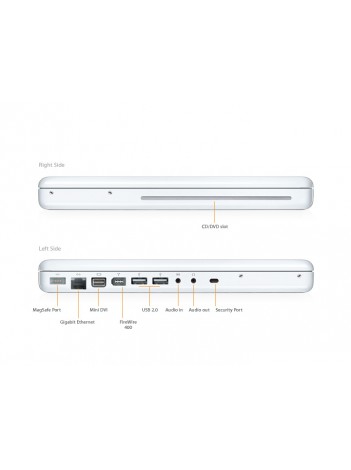 Right Side
CD/DVD slot
Left Side
MagSafe Port
Gigabit Ethernet
Mini DVI
FireWire
400
USB 2.0
Audio in
Audio out
Security Port